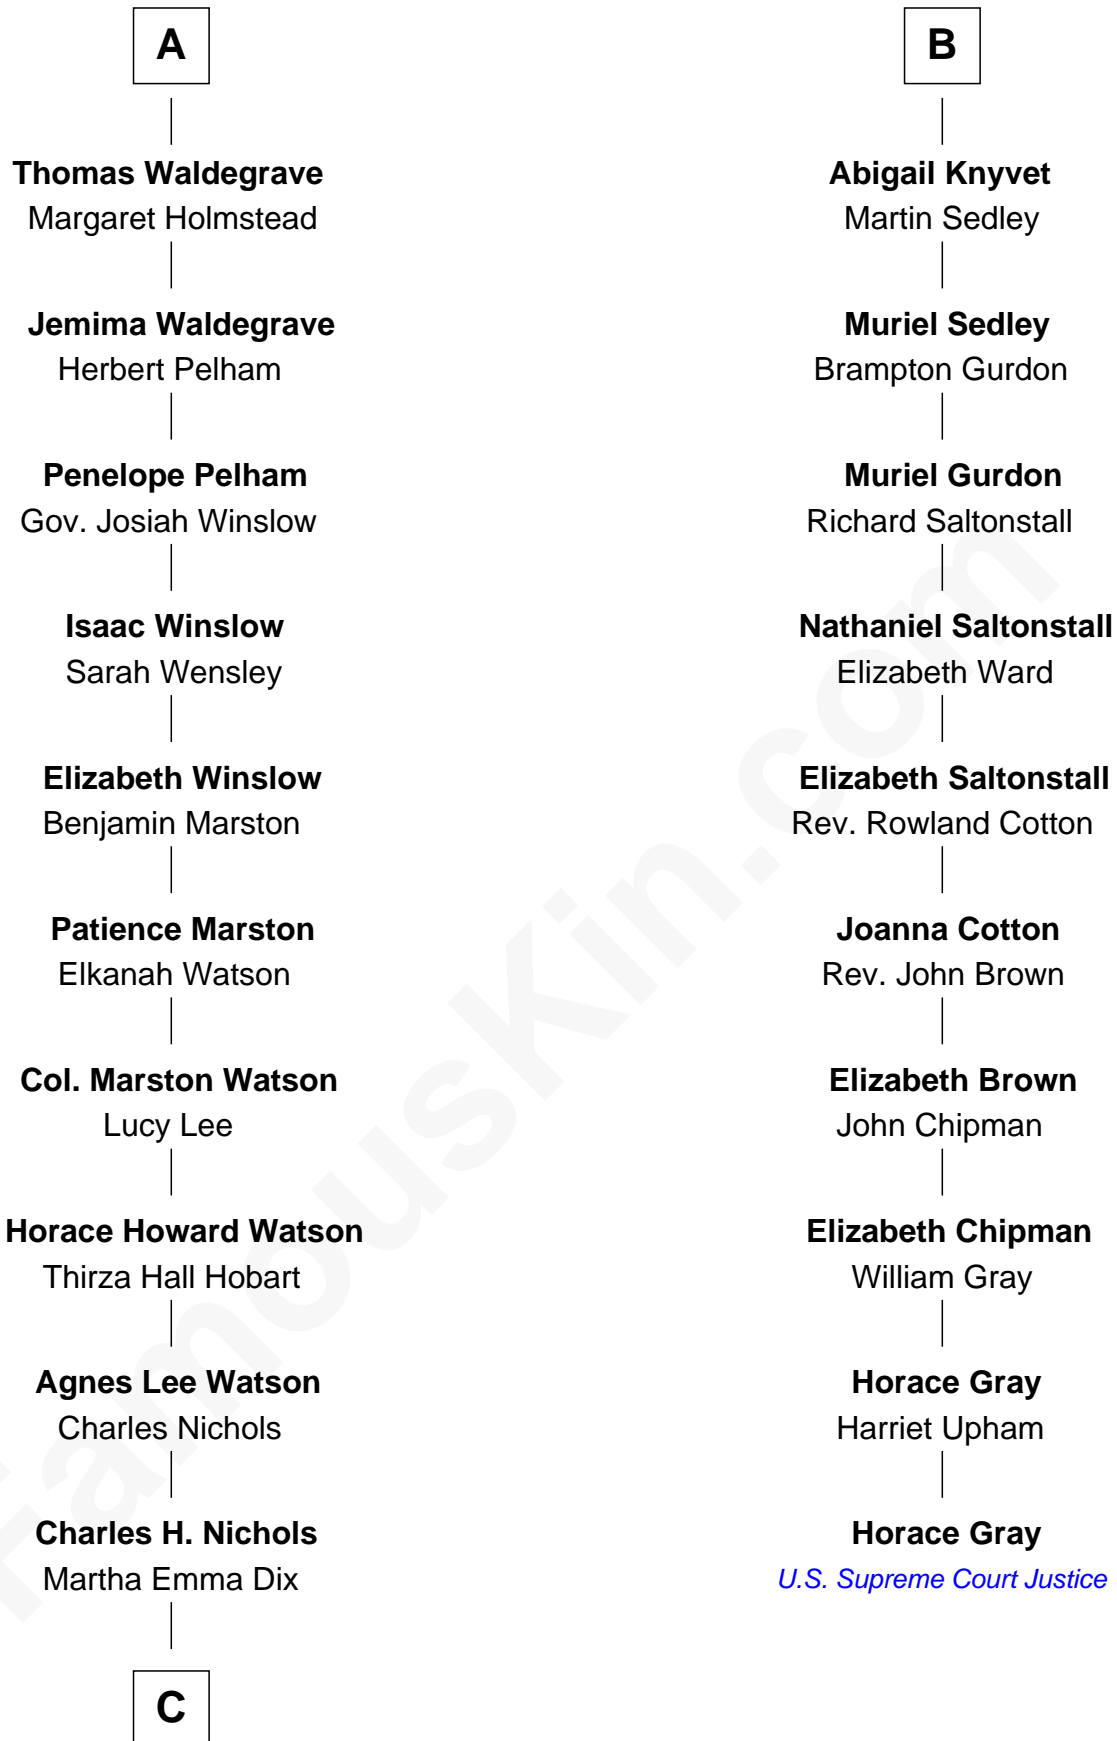 A
Thomas Waldegrave
Margaret Holmstead
Jemima Waldegrave
Herbert Pelham
Penelope Pelham
Gov. Josiah Winslow
Isaac Winslow
Sarah Wensley
Elizabeth Winslow
Benjamin Marston
Patience Marston
Elkanah Watson
Col. Marston Watson
Lucy Lee
Horace Howard Watson
Thirza Hall Hobart
Agnes Lee Watson
Charles Nichols
Charles H. Nichols
Martha Emma Dix
C
B
Abigail Knyvet
Martin Sedley
Muriel Sedley
Brampton Gurdon
Muriel Gurdon
Richard Saltonstall
Nathaniel Saltonstall
Elizabeth Ward
Elizabeth Saltonstall
Rev. Rowland Cotton
Joanna Cotton
Rev. John Brown
Elizabeth Brown
John Chipman
Elizabeth Chipman
William Gray
Horace Gray
Harriet Upham
Horace Gray
U.S. Supreme Court Justice
FamousKin.com